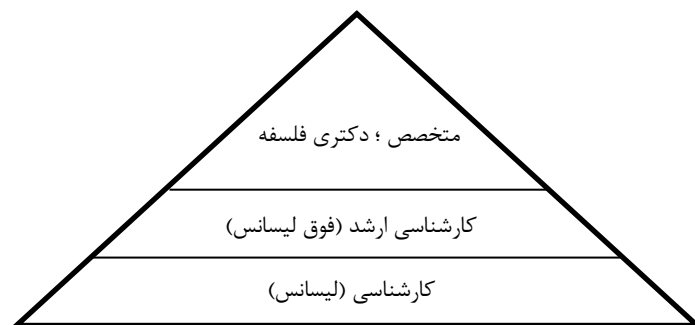 متخصص ؛ دکتری فلسفه
کارشناسی ارشد (فوق لیسانس)
کارشناسی (لیسانس)